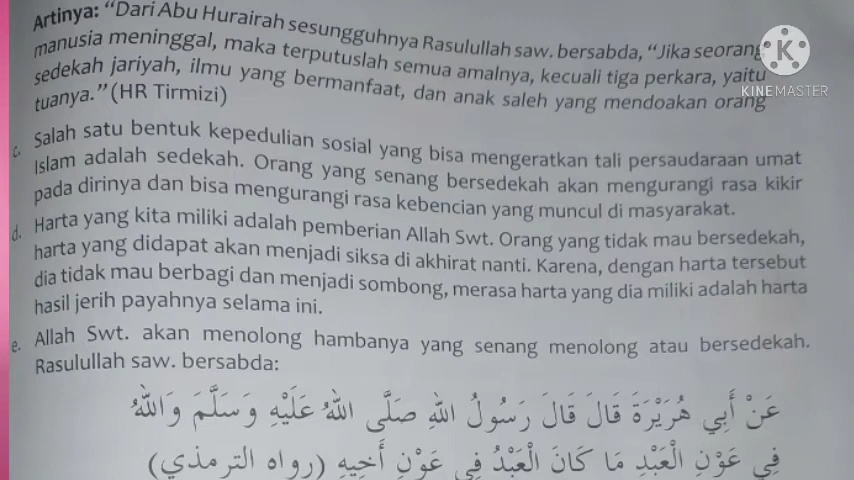 Artinya: “Dari Abu Hurairah sesungguhnya Rasulullah saw. bersabda, “Jika seorang
manusia meninggal, maka terputuslah semua amalnya, kecuali tiga perkara, yaitu
sedekah jariyah, ilmu yang bermanfaat, dan anak saleh yang mendoakan orang
tuanya.” (HR Tirmizi)
K
KINEMASTER
c. Salah satu bentuk kepedulian sosial yang bisa mengeratkan tali persaudaraan umat
Islam adalah sedekah. Orang yang senang bersedekah akan mengurangi rasa kikir
pada dirinya dan bisa mengurangi rasa kebencian yang muncul di masyarakat.
d. Harta yang kita miliki adalah pemberian Allah Swt. Orang yang tidak mau bersedekah,
harta yang didapat akan menjadi siksa di akhirat nanti. Karena, dengan harta tersebut
dia tidak mau berbagi dan menjadi sombong, merasa harta yang dia miliki adalah harta
hasil jerih payahnya selama ini.
e. Allah Swt. akan menolong hambanya yang senang menolong atau bersedekah.
Rasulullah saw. bersabda:
عَنْ أَبِي هُرَيْرَةَ قَالَ قَالَ رَسُولُ اللهِ صَلَّى اللهُ عَلَيْهِ وَسَلَّمَ وَاللهُ
فِي عَوْنِ الْعَبْدِ مَا كَانَ الْعَبْدُ فِي عَوْنِ أَخِيهِ (رواه الترمذي)